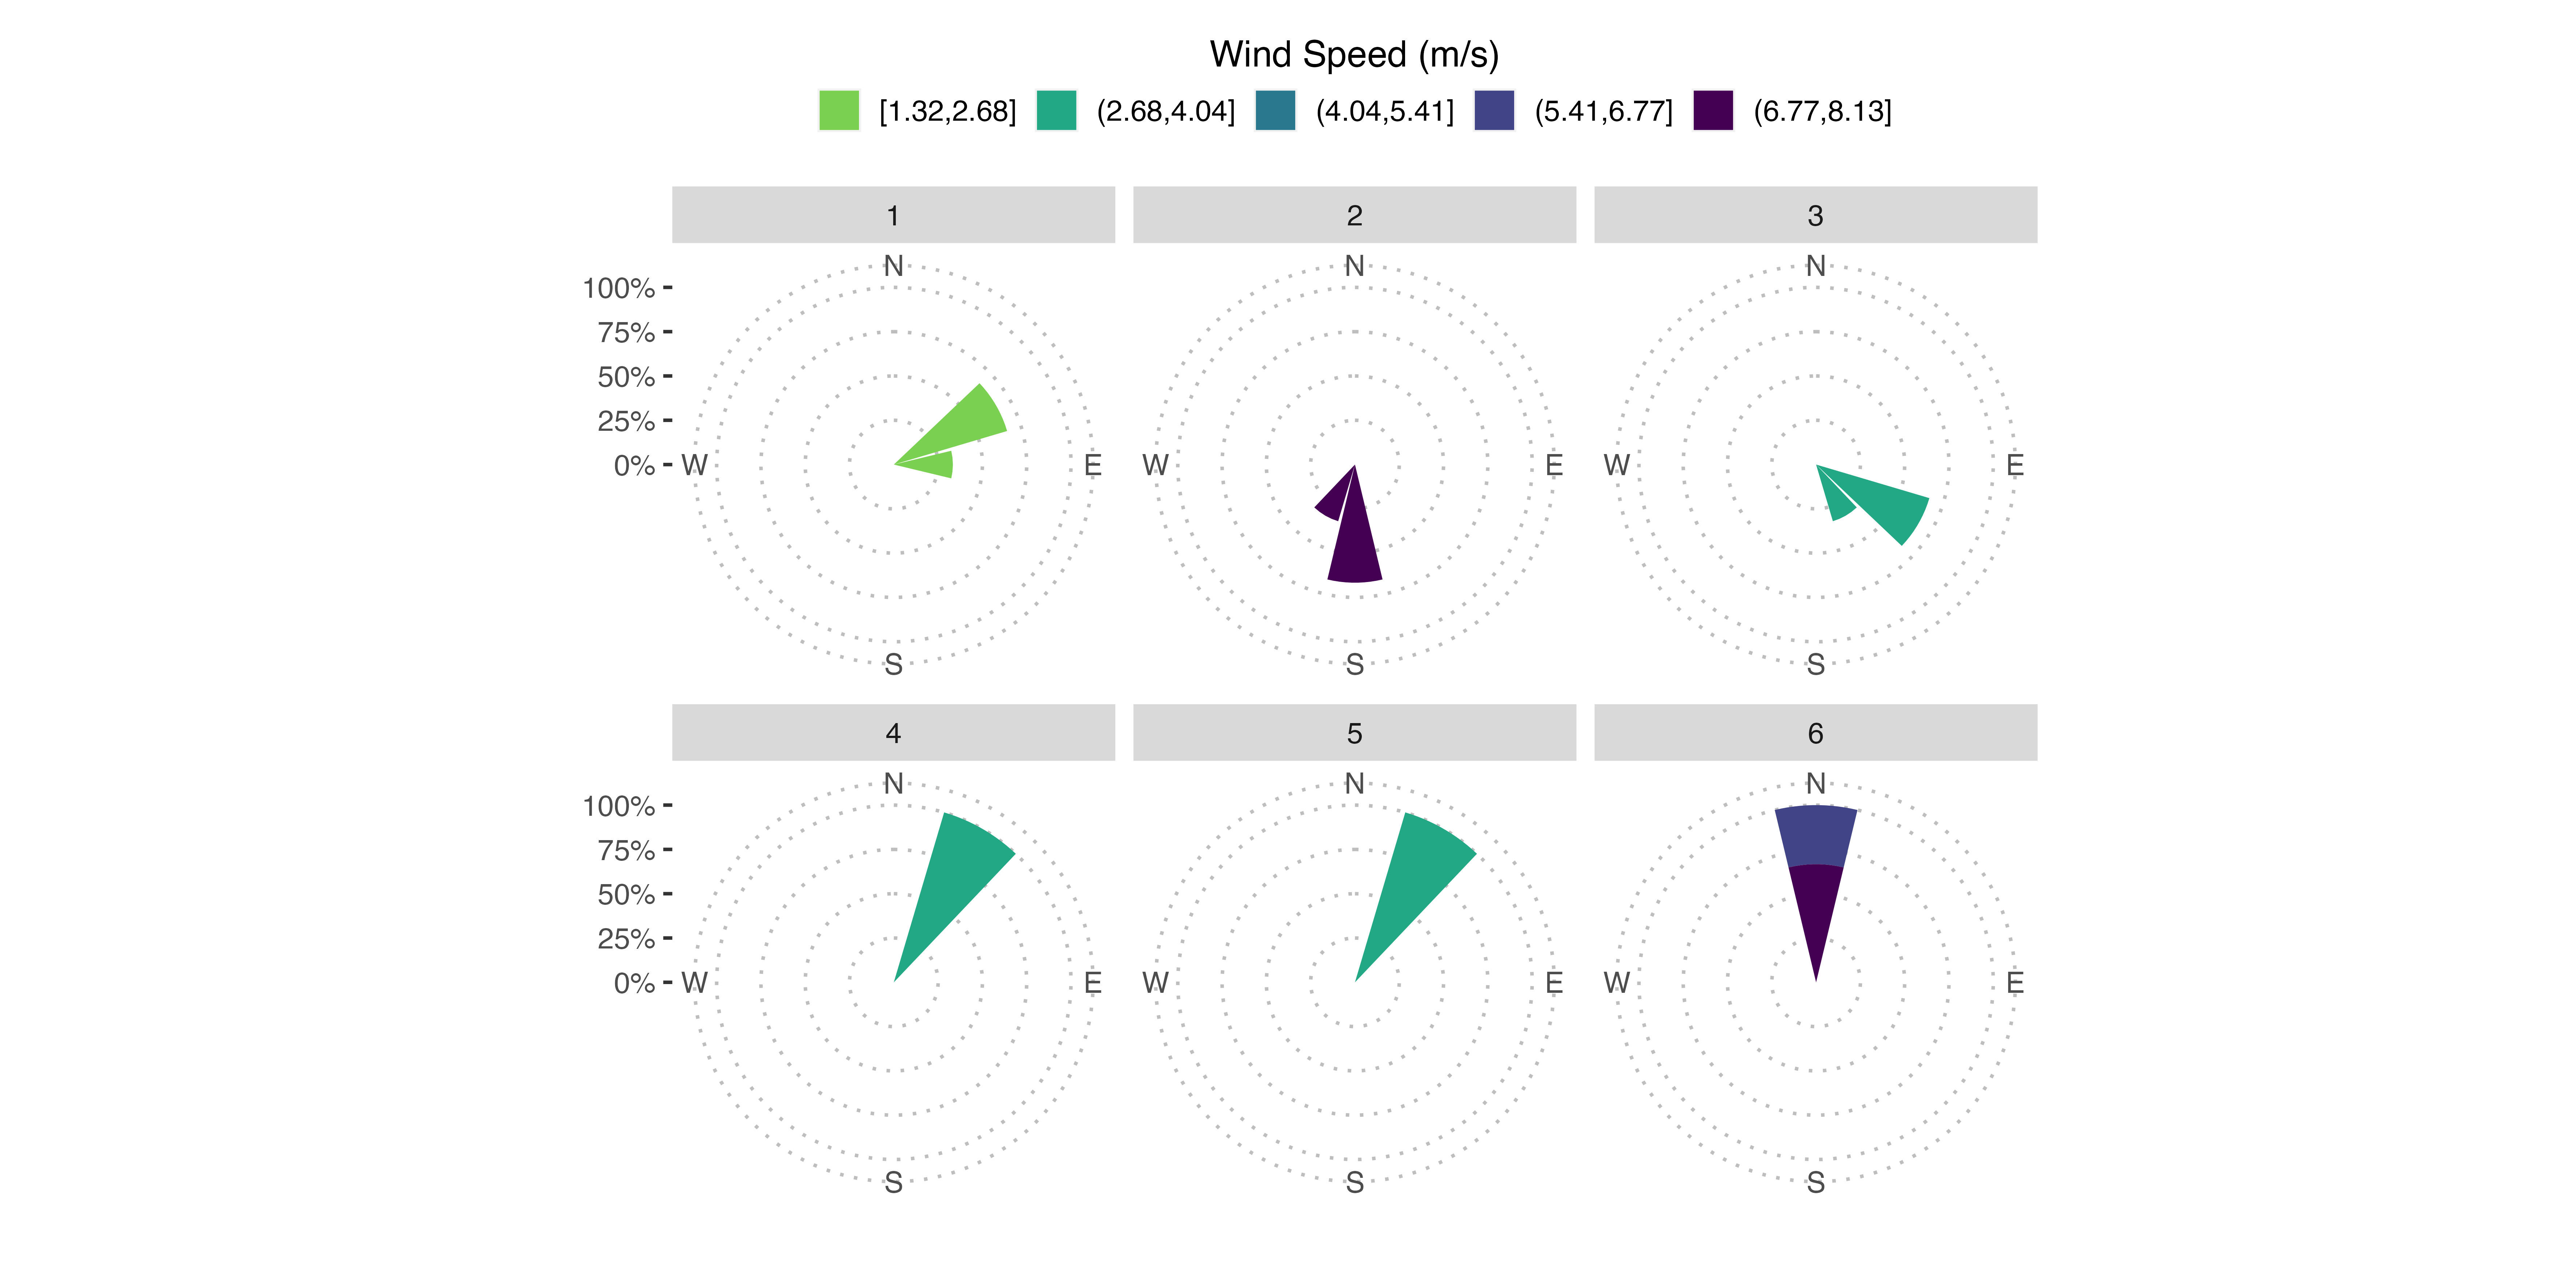 Wind Speed (m/s)
[1.32,2.68] (2.68,4.04] (4.04,5.41] (5.41,6.77] (6.77,8.13]
1 2 3
N N N
100%
75%
50%
25%
0% W E W E W E
S S S
4 5 6
N N N
100%
75%
50%
25%
0% W E W E W E
S S S